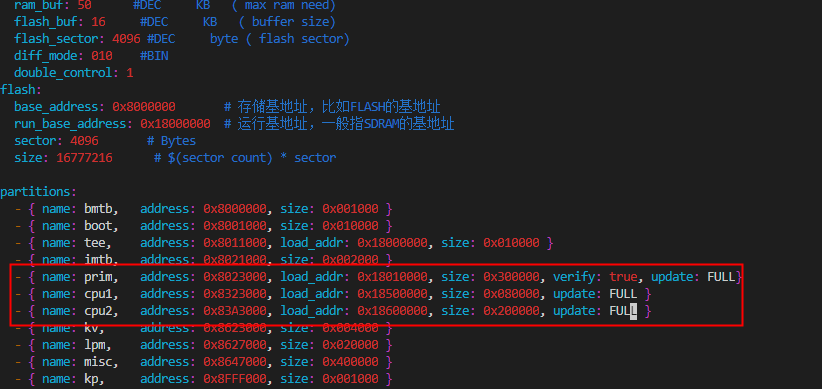 ram_buf: 50 #DEC KB ( max ram need)
flash_buf: 16 #DEC KB ( buffer size)
flash_sector: 4096 #DEC byte ( flash sector)
diff_mode: 010 #BIN
double_control: 1
flash:
base_address: 0x8000000 # 存储基地址，比如FLASH的基地址
run_base_address: 0x18000000 # 运行基地址，一般指SDRAM的基地址
sector: 4096 # Bytes
size: 16777216 # $(sector count) * sector
partitions:
- { name: bmtb, address: 0x8000000, size: 0x001000 }
- { name: boot, address: 0x8001000, size: 0x010000 }
- { name: tee, address: 0x8011000, load_addr: 0x18000000, size: 0x010000 }
- { name: imtb, address: 0x8021000, size: 0x002000 }
- { name: prim, address: 0x8023000, load_addr: 0x18010000, size: 0x300000, verify: true, update: FULL}
- { name: cpu1, address: 0x8323000, load_addr: 0x18500000, size: 0x080000, update: FULL }
- { name: cpu2, address: 0x83A3000, load_addr: 0x18600000, size: 0x200000, update: FULL }
- { name: kv, address: 0x8623000, size: 0x004000 }
- { name: lpm, address: 0x8627000, size: 0x020000 }
- { name: misc, address: 0x8647000, size: 0x400000 }
- { name: kp, address: 0x8FFF000, size: 0x001000 }